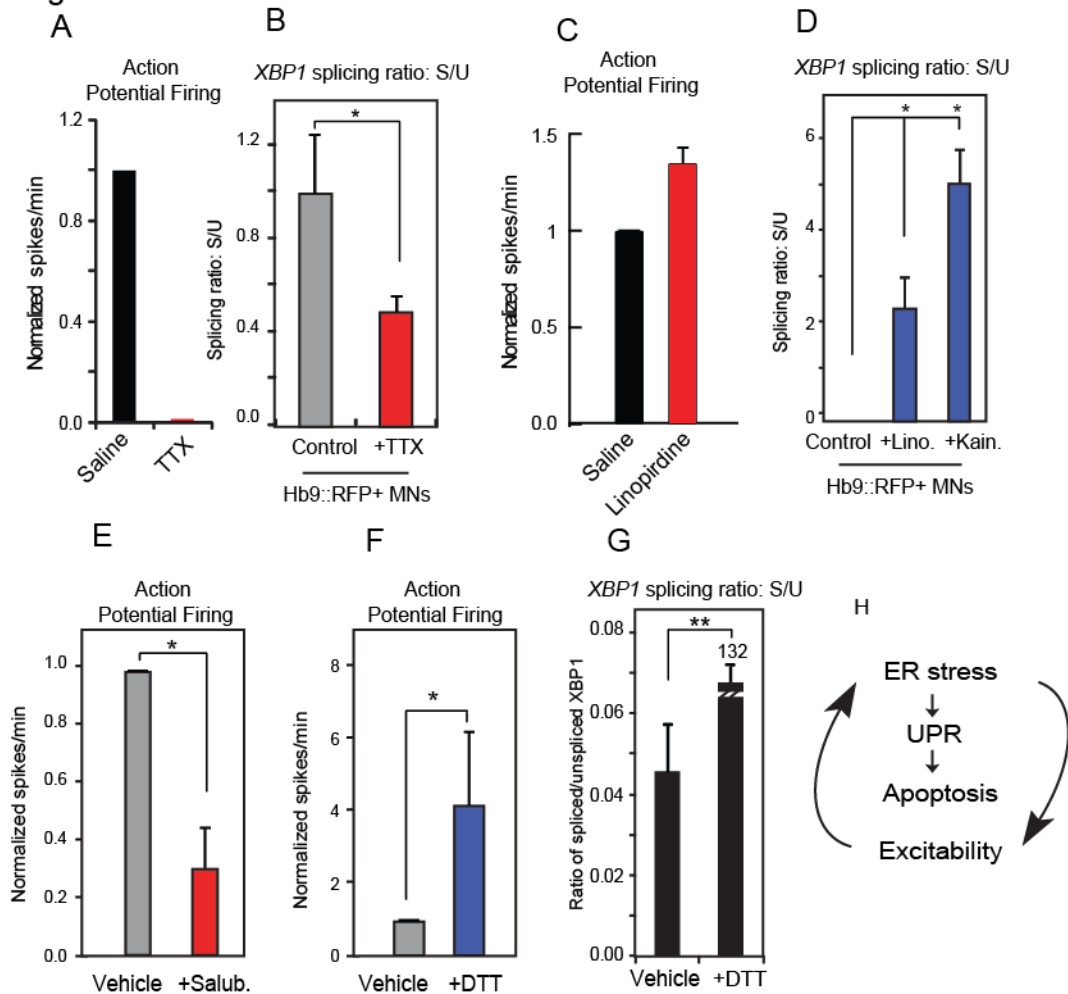 A
Action
Potential Firing
Normalized spikes/min
1.2
0.8
0.4
0.0
Saline
TTX
B
XBP1 splicing ratio: S/U
Splicing ratio: S/U
1.2
0.8
0.4
0.0
*
Control +TTX
Hb9::RFP+ MNs
C
Action
Potential Firing
Normalized spikes/min
1.5
1
0.5
0.0
Saline
Linopirdine
D
XBP1 splicing ratio: S/U
Splicing ratio: S/U
6
4
2
0
* *
Control +Lino. +Kain.
Hb9::RFP+ MNs
E
Action
Potential Firing
Normalized spikes/min
1.0
0.8
0.6
0.4
0.2
0.0
*
Vehicle +Salub.
F
Action
Potential Firing
Normalized spikes/min
8
6
4
2
0
*
Vehicle +DTT
G
XBP1 splicing ratio: S/U
Ratio of spliced/unspliced XBP1
0.08
0.06
0.04
0.02
0.00
**
132
Vehicle +DTT
H
ER stress
UPR
Apoptosis
Excitability